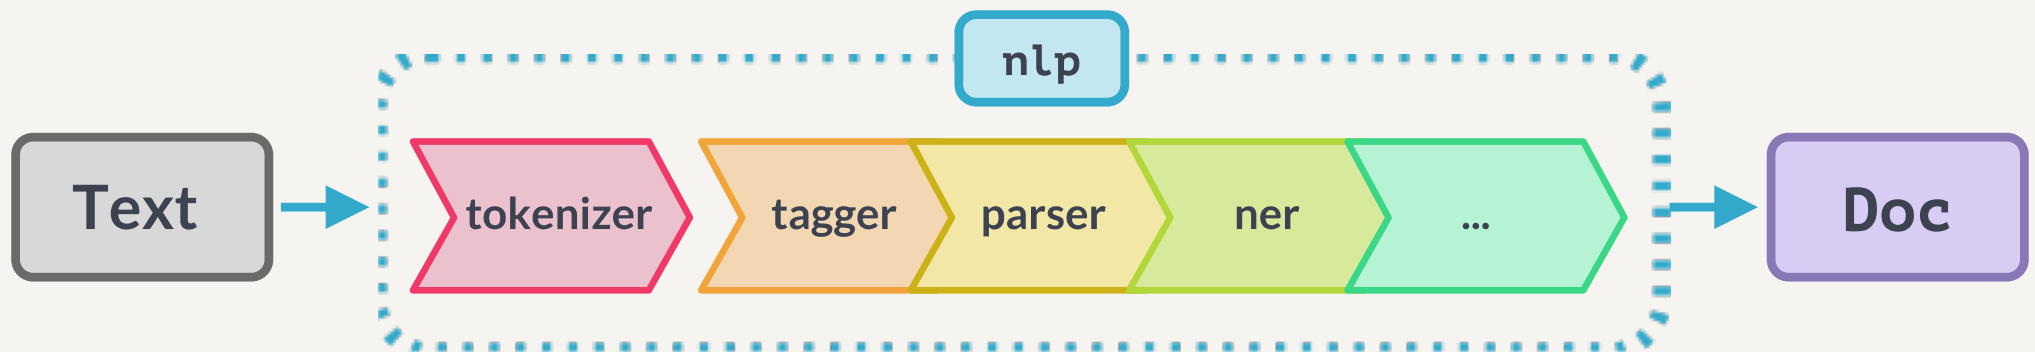 nlp
Text
tokenizer
tagger
parser
ner
...
Doc